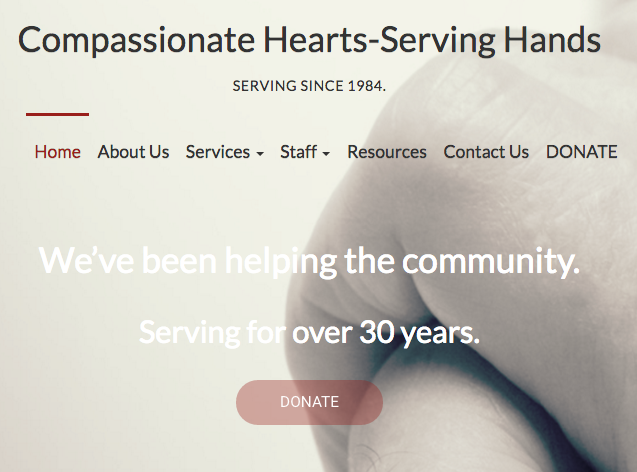 Compassionate Hearts-Serving Hands
SERVING SINCE 1984.
Home About Us Services Staff Resources Contact Us DONATE
We’ve been helping the community.
Serving for over 30 years.
DONATE